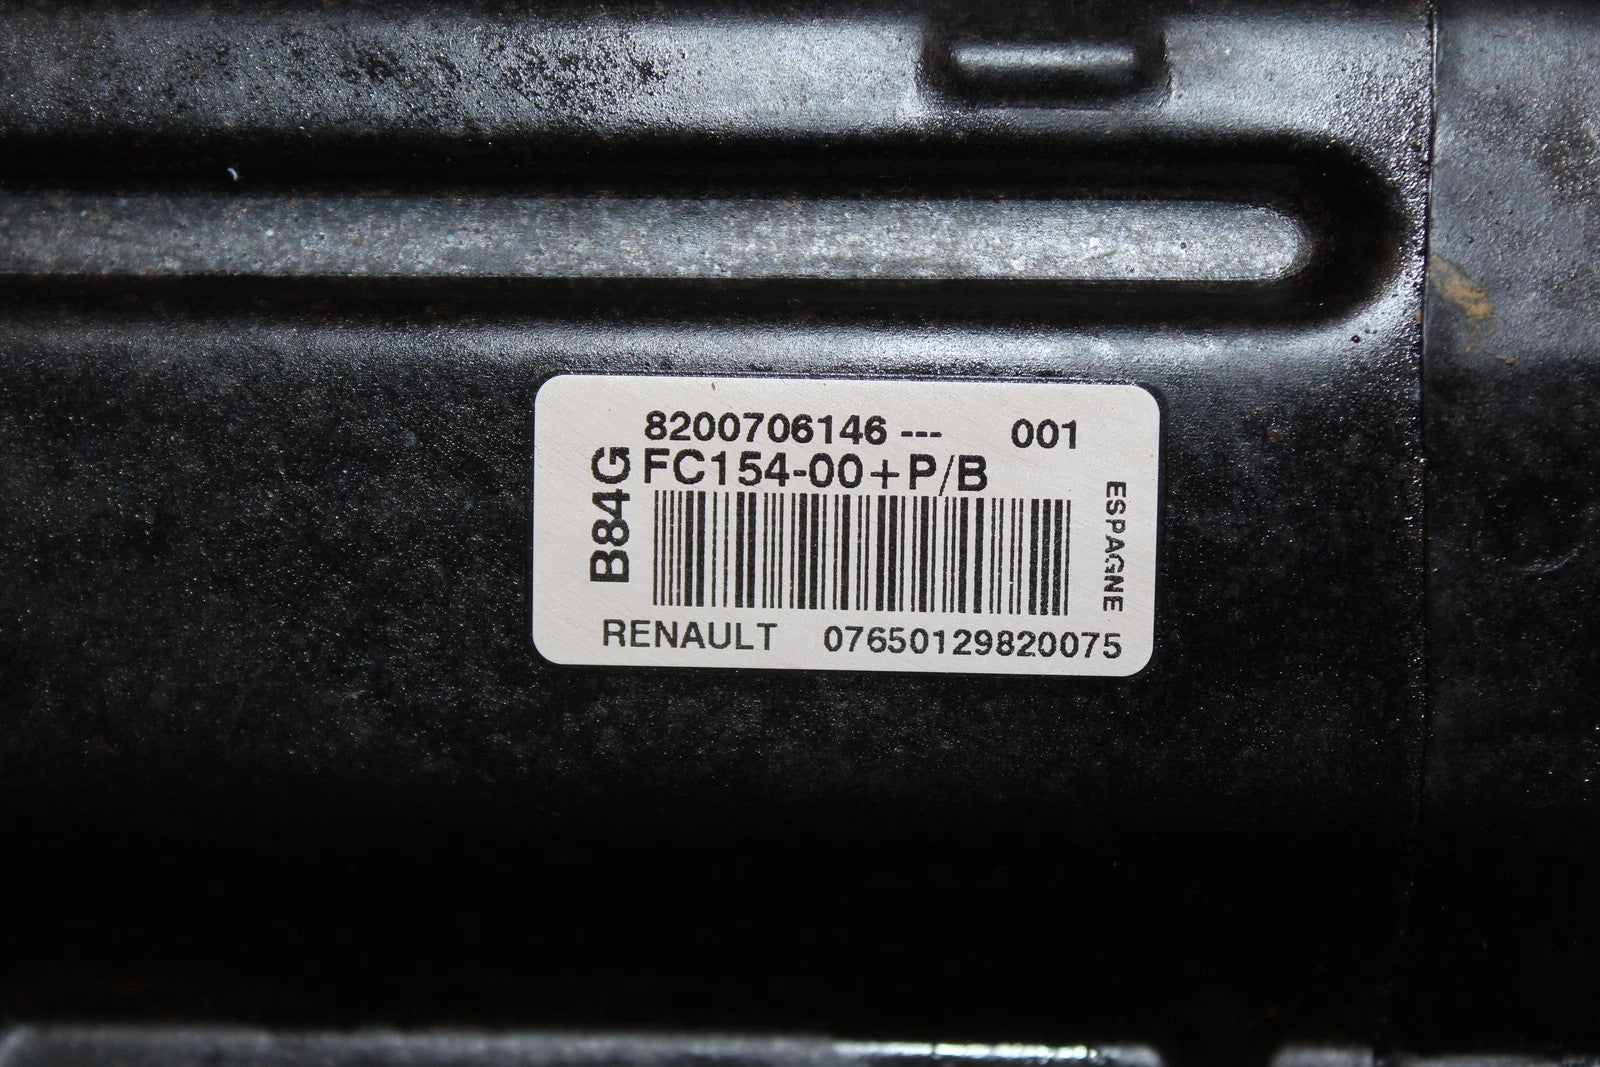 8200706146 --- 001
FC154-00+P/B
B84G
ESPAGNE
RENAULT 07650129820075